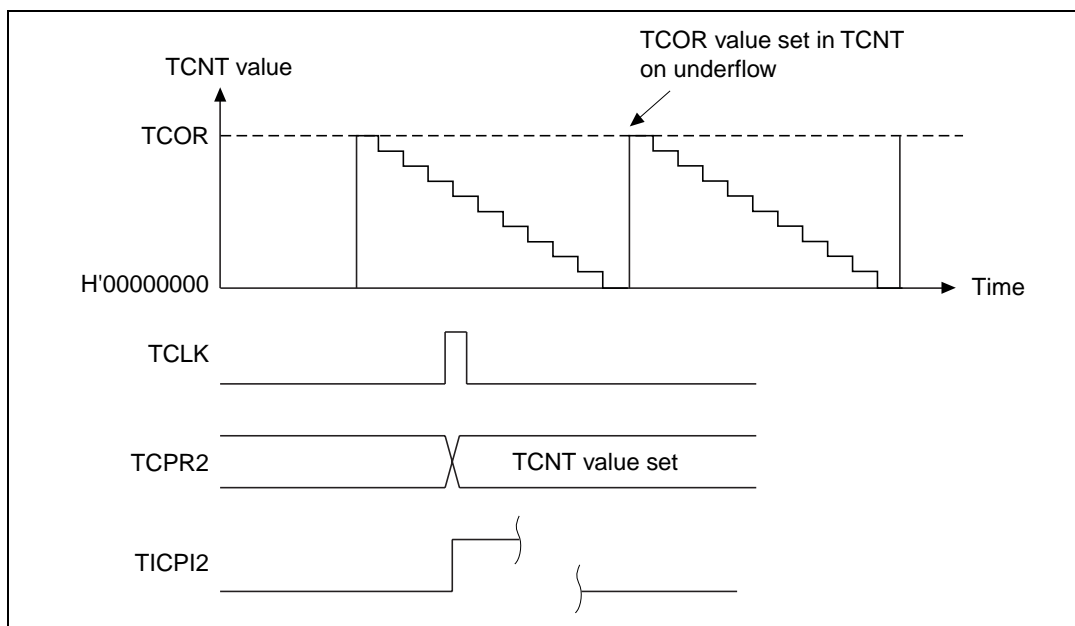 TCOR value set in TCNT
on underflow
TCNT value
TCOR
H'00000000
Time
TCLK
TCPR2
TCNT value set
TICPI2